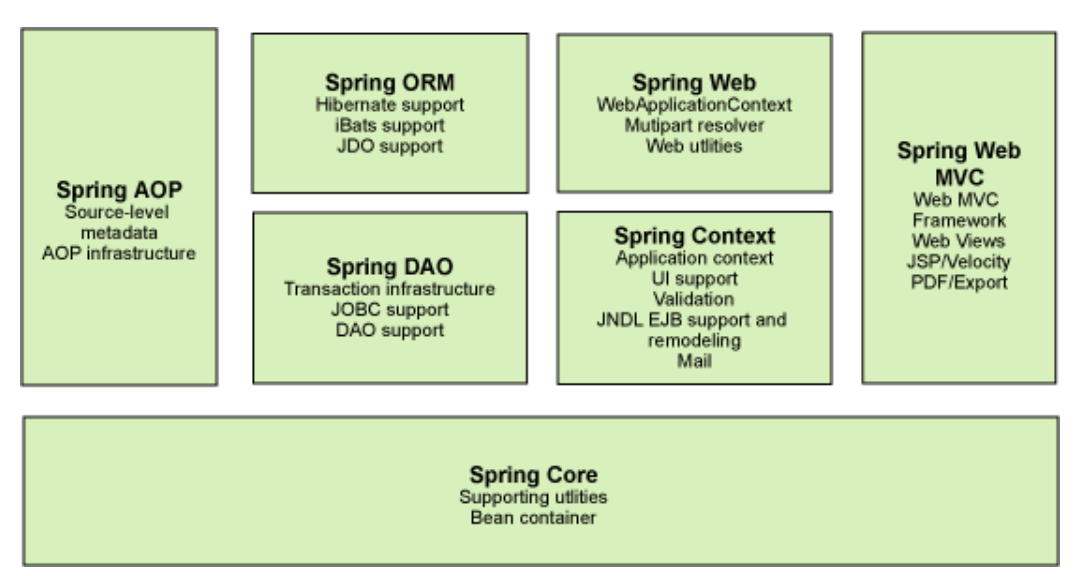 Spring AOP
Source-level
metadata
AOP infrastructure
Spring ORM
Hibernate support
iBats support
JDO support
Spring DAO
Transaction infrastructure
JOBC support
DAO support
Spring Web
WebApplicationContext
Mutipart resolver
Web utlities
Spring Context
Application context
UI support
Validation
JNDL EJB support and
remodeling
Mail
Spring Web
MVC
Web MVC
Framework
Web Views
JSP/Velocity
PDF/Export
Spring Core
Supporting utlities
Bean container